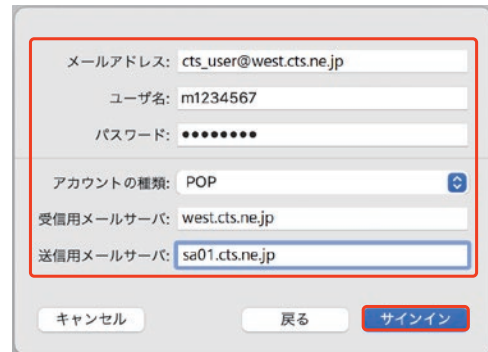 メールアドレス: cts_user@west.cts.ne.jp
ユーザ名: m1234567
パスワード: ●●●●●●●●
アカウントの種類: POP
受信用メールサーバ: west.cts.ne.jp
送信用メールサーバ: sa01.cts.ne.jp
キャンセル 戻る サインイン